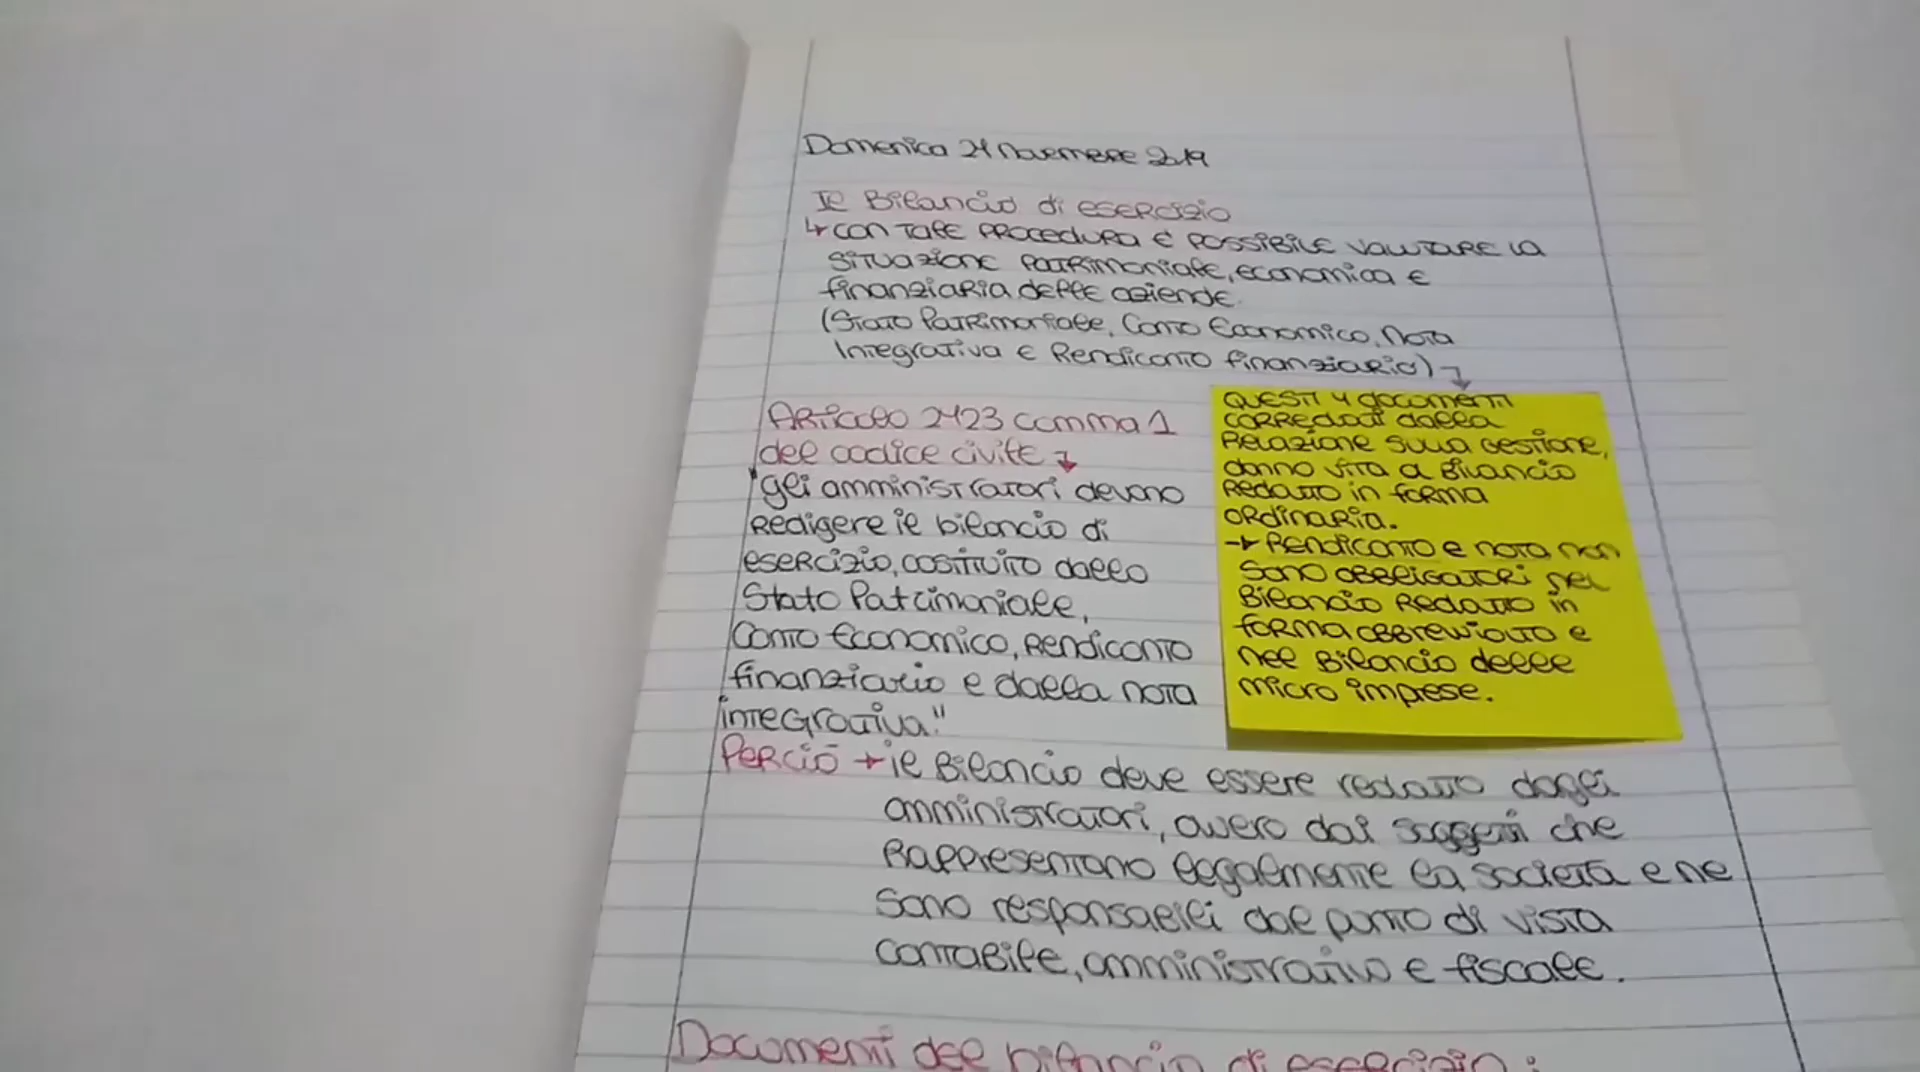 Domenica 24 novembre 2019
Il Bilancio di esercizio
↳ con tale procedura è possibile valutare la
situazione patrimoniale, economica e
finanziaria delle aziende.
(Stato Patrimoniale, Conto Economico, Nota
Integrativa e Rendiconto finanziario) ↴
Articolo 2423 comma 1
del codice civile ↴
"gli amministratori devono
redigere il bilancio di
esercizio, costituito dallo
Stato Patrimoniale,
Conto Economico, Rendiconto
finanziario e dalla nota
integrativa"
Questi 4 documenti
corredati dalla
Relazione sulla gestione,
danno vita a Bilancio
redatto in forma
ordinaria.
→ Rendiconto e nota non
sono obbligatori nel
Bilancio redatto in
forma abbreviato e
nel Bilancio delle
micro imprese.
Perciò → il Bilancio deve essere redatto dagli
amministratori, ovvero dai soggetti che
Rappresentano legalmente la società e ne
sono responsabili dal punto di vista
contabile, amministrativo e fiscale.
Documenti del bilancio di esercizio: